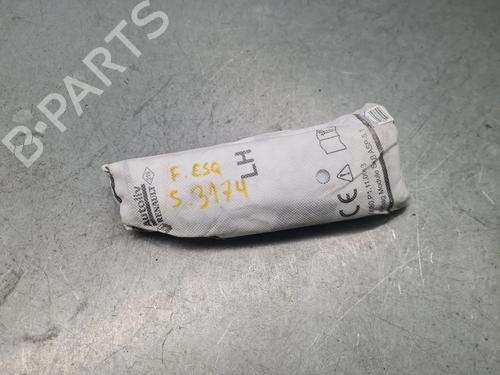 B-PARTS
Autoliv
RENAULT
F. ESQ
S. 3174
LH
CE